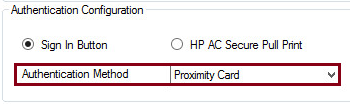 Authentication Configuration
Sign In Button HP AC Secure Pull Print
Authentication Method Proximity Card